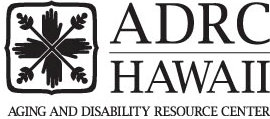 ADRC
HAWAII
AGING AND DISABILITY RESOURCE CENTER